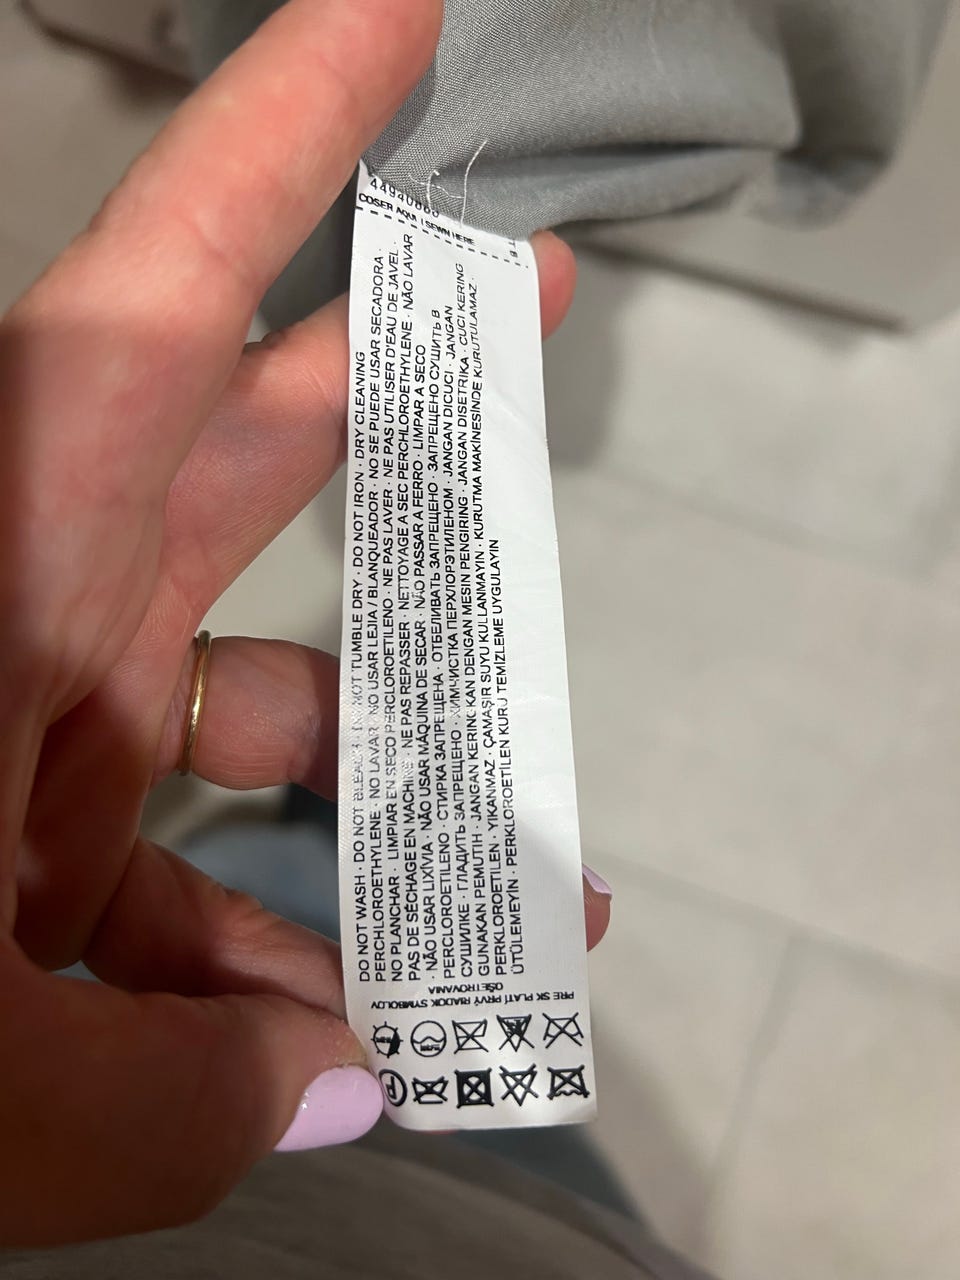 COSER AQUI / SEWN HERE
DO NOT WASH · DO NOT BLEACH · DO NOT TUMBLE DRY · DO NOT IRON · DRY CLEANING
PERCHLOROETHYLENE · NO LAVAR · NO USAR LEJIA / BLANQUEADOR · NO SE PUEDE USAR SECADORA ·
NO PLANCHAR · LIMPIAR EN SECO PERCLOROETILENO · NE PAS LAVER · NE PAS UTILISER D'EAU DE JAVEL ·
PAS DE SÉCHAGE EN MACHINE · NE PAS REPASSER · NETTOYAGE A SEC PERCHLOROETHYLENE · NÃO LAVAR
· NÃO USAR LIXÍVIA · NÃO USAR MÁQUINA DE SECAR · NÃO PASSAR A FERRO · LIMPAR A SECO
PERCLOROETILENO · СТИРКА ЗАПРЕЩЕНА · ОТБЕЛИВАТЬ ЗАПРЕЩЕНО · ЗАПРЕЩЕНО СУШИТЬ В
СУШИЛКЕ · ГЛАДИТЬ ЗАПРЕЩЕНО · ХИМЧИСТКА ПЕРХЛОРЭТИЛЕНОМ · JANGAN DICUCI · JANGAN
GUNAKAN PEMUTIH · JANGAN KERINGKAN DENGAN MESIN PENGIRING · JANGAN DISETRIKA · CUCI KERING
PERKLOROETILEN · YIKANMAZ · ÇAMAŞIR SUYU KULLANMAYIN · KURUTMA MAKİNESİNDE KURUTULAMAZ ·
ÜTÜLEMEYİN · PERKLOROETİLEN KURU TEMİZLEME UYGULAYIN
PRE SK PLATÍ PRVÝ RIADOK SYMBOLOV
OŠETROVANIA
P